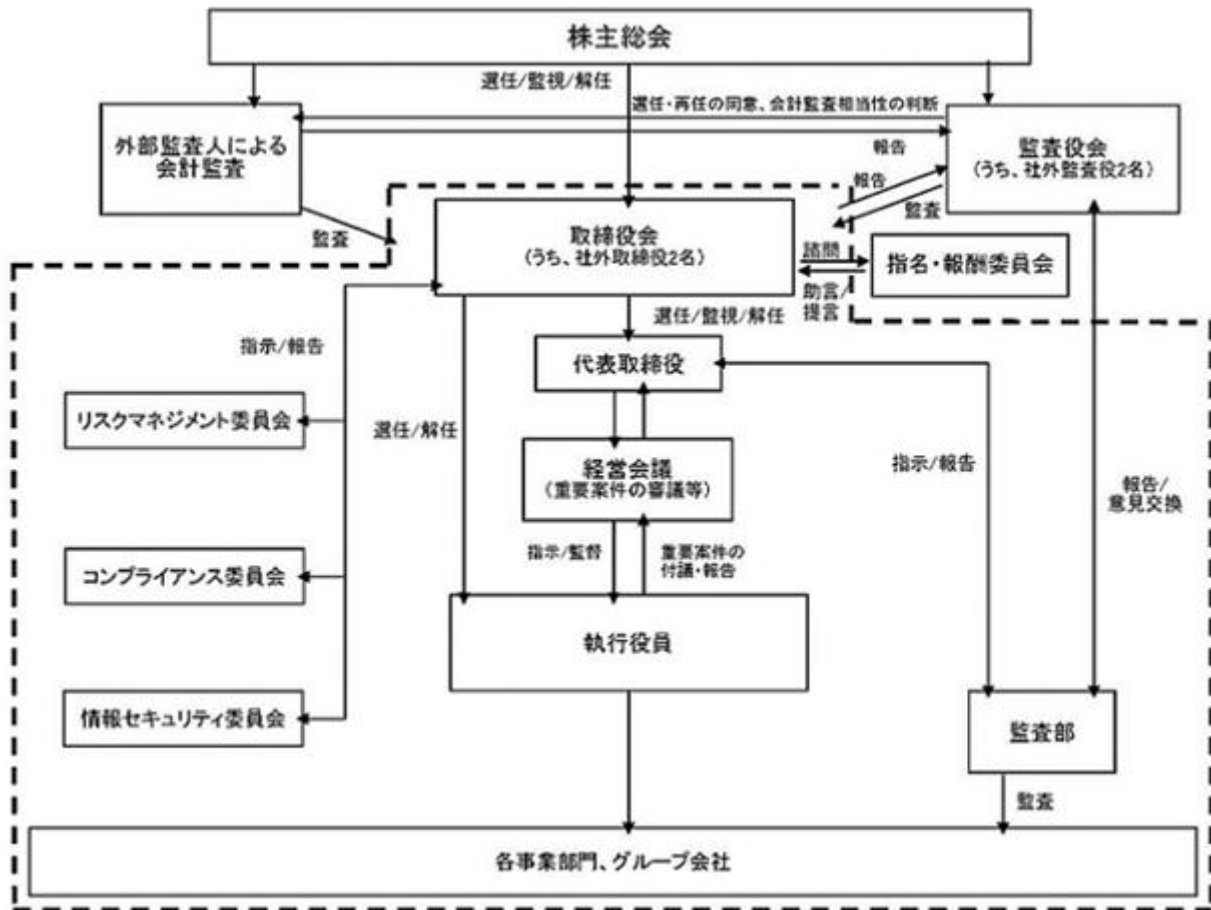 株主総会
選任/監視/解任
選任・再任の同意、会計監査相当性の判断
外部監査人による
会計監査
報告
監査役会
(うち、社外監査役2名)
報告
監査
監査
取締役会
(うち、社外取締役2名)
諮問
助言/
提言
指名・報酬委員会
選任/監視/解任
指示/報告
代表取締役
リスクマネジメント委員会
選任/解任
経営会議
(重要案件の審議等)
指示/報告
報告/
意見交換
指示/監督
重要案件の
付議・報告
コンプライアンス委員会
執行役員
情報セキュリティ委員会
監査部
監査
各事業部門、グループ会社